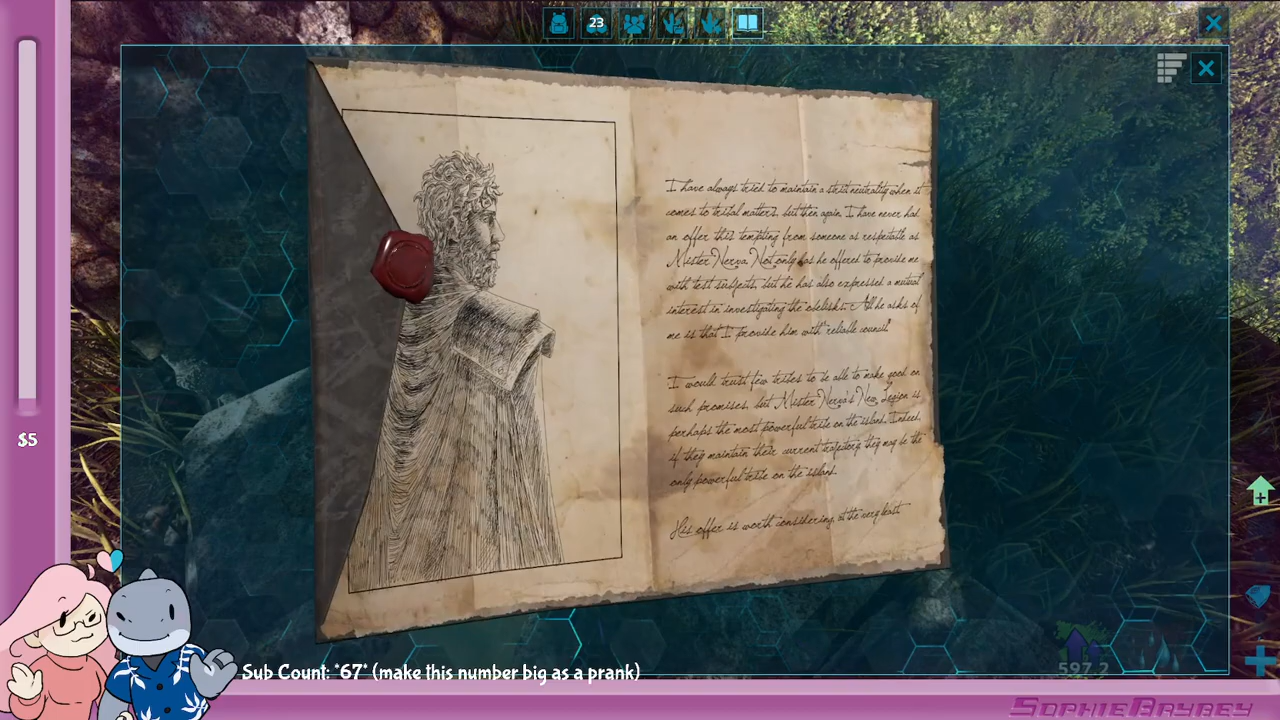 23
I have always tried to maintain a strict neutrality when it
comes to tribal matters, but then again, I have never had
an offer this tempting from someone as respectable as
Mister Nerva. Not only has he offered to provide me
with test subjects, but he has also expressed a mutual
interest in investigating the obelisks. All he asks of
me is that I provide him with "reliable council"
I would trust few tribes to be able to make good on
such promises, but Mister Nerva's New Legion is
perhaps the most powerful tribe on the island. Indeed,
if they maintain their current trajectory they may be the
only powerful tribe on the island.
His offer is worth considering, at the very least
$5
597.2
Sub Count: *67* (make this number big as a prank)
SophieRayRey